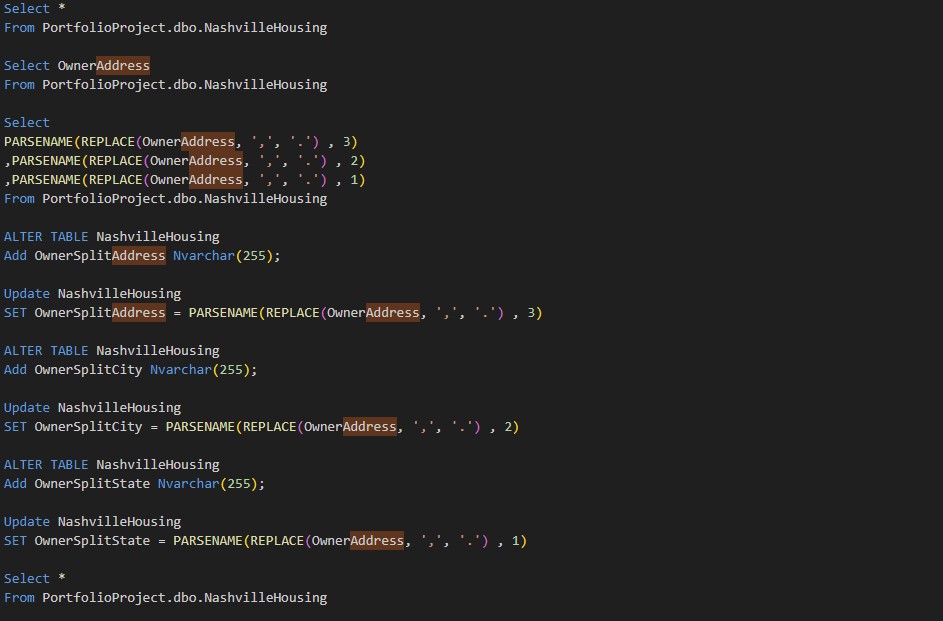 Select *
From PortfolioProject.dbo.NashvilleHousing
Select OwnerAddress
From PortfolioProject.dbo.NashvilleHousing
Select
PARSENAME(REPLACE(OwnerAddress, ',', '.') , 3)
,PARSENAME(REPLACE(OwnerAddress, ',', '.') , 2)
,PARSENAME(REPLACE(OwnerAddress, ',', '.') , 1)
From PortfolioProject.dbo.NashvilleHousing
ALTER TABLE NashvilleHousing
Add OwnerSplitAddress Nvarchar(255);
Update NashvilleHousing
SET OwnerSplitAddress = PARSENAME(REPLACE(OwnerAddress, ',', '.') , 3)
ALTER TABLE NashvilleHousing
Add OwnerSplitCity Nvarchar(255);
Update NashvilleHousing
SET OwnerSplitCity = PARSENAME(REPLACE(OwnerAddress, ',', '.') , 2)
ALTER TABLE NashvilleHousing
Add OwnerSplitState Nvarchar(255);
Update NashvilleHousing
SET OwnerSplitState = PARSENAME(REPLACE(OwnerAddress, ',', '.') , 1)
Select *
From PortfolioProject.dbo.NashvilleHousing